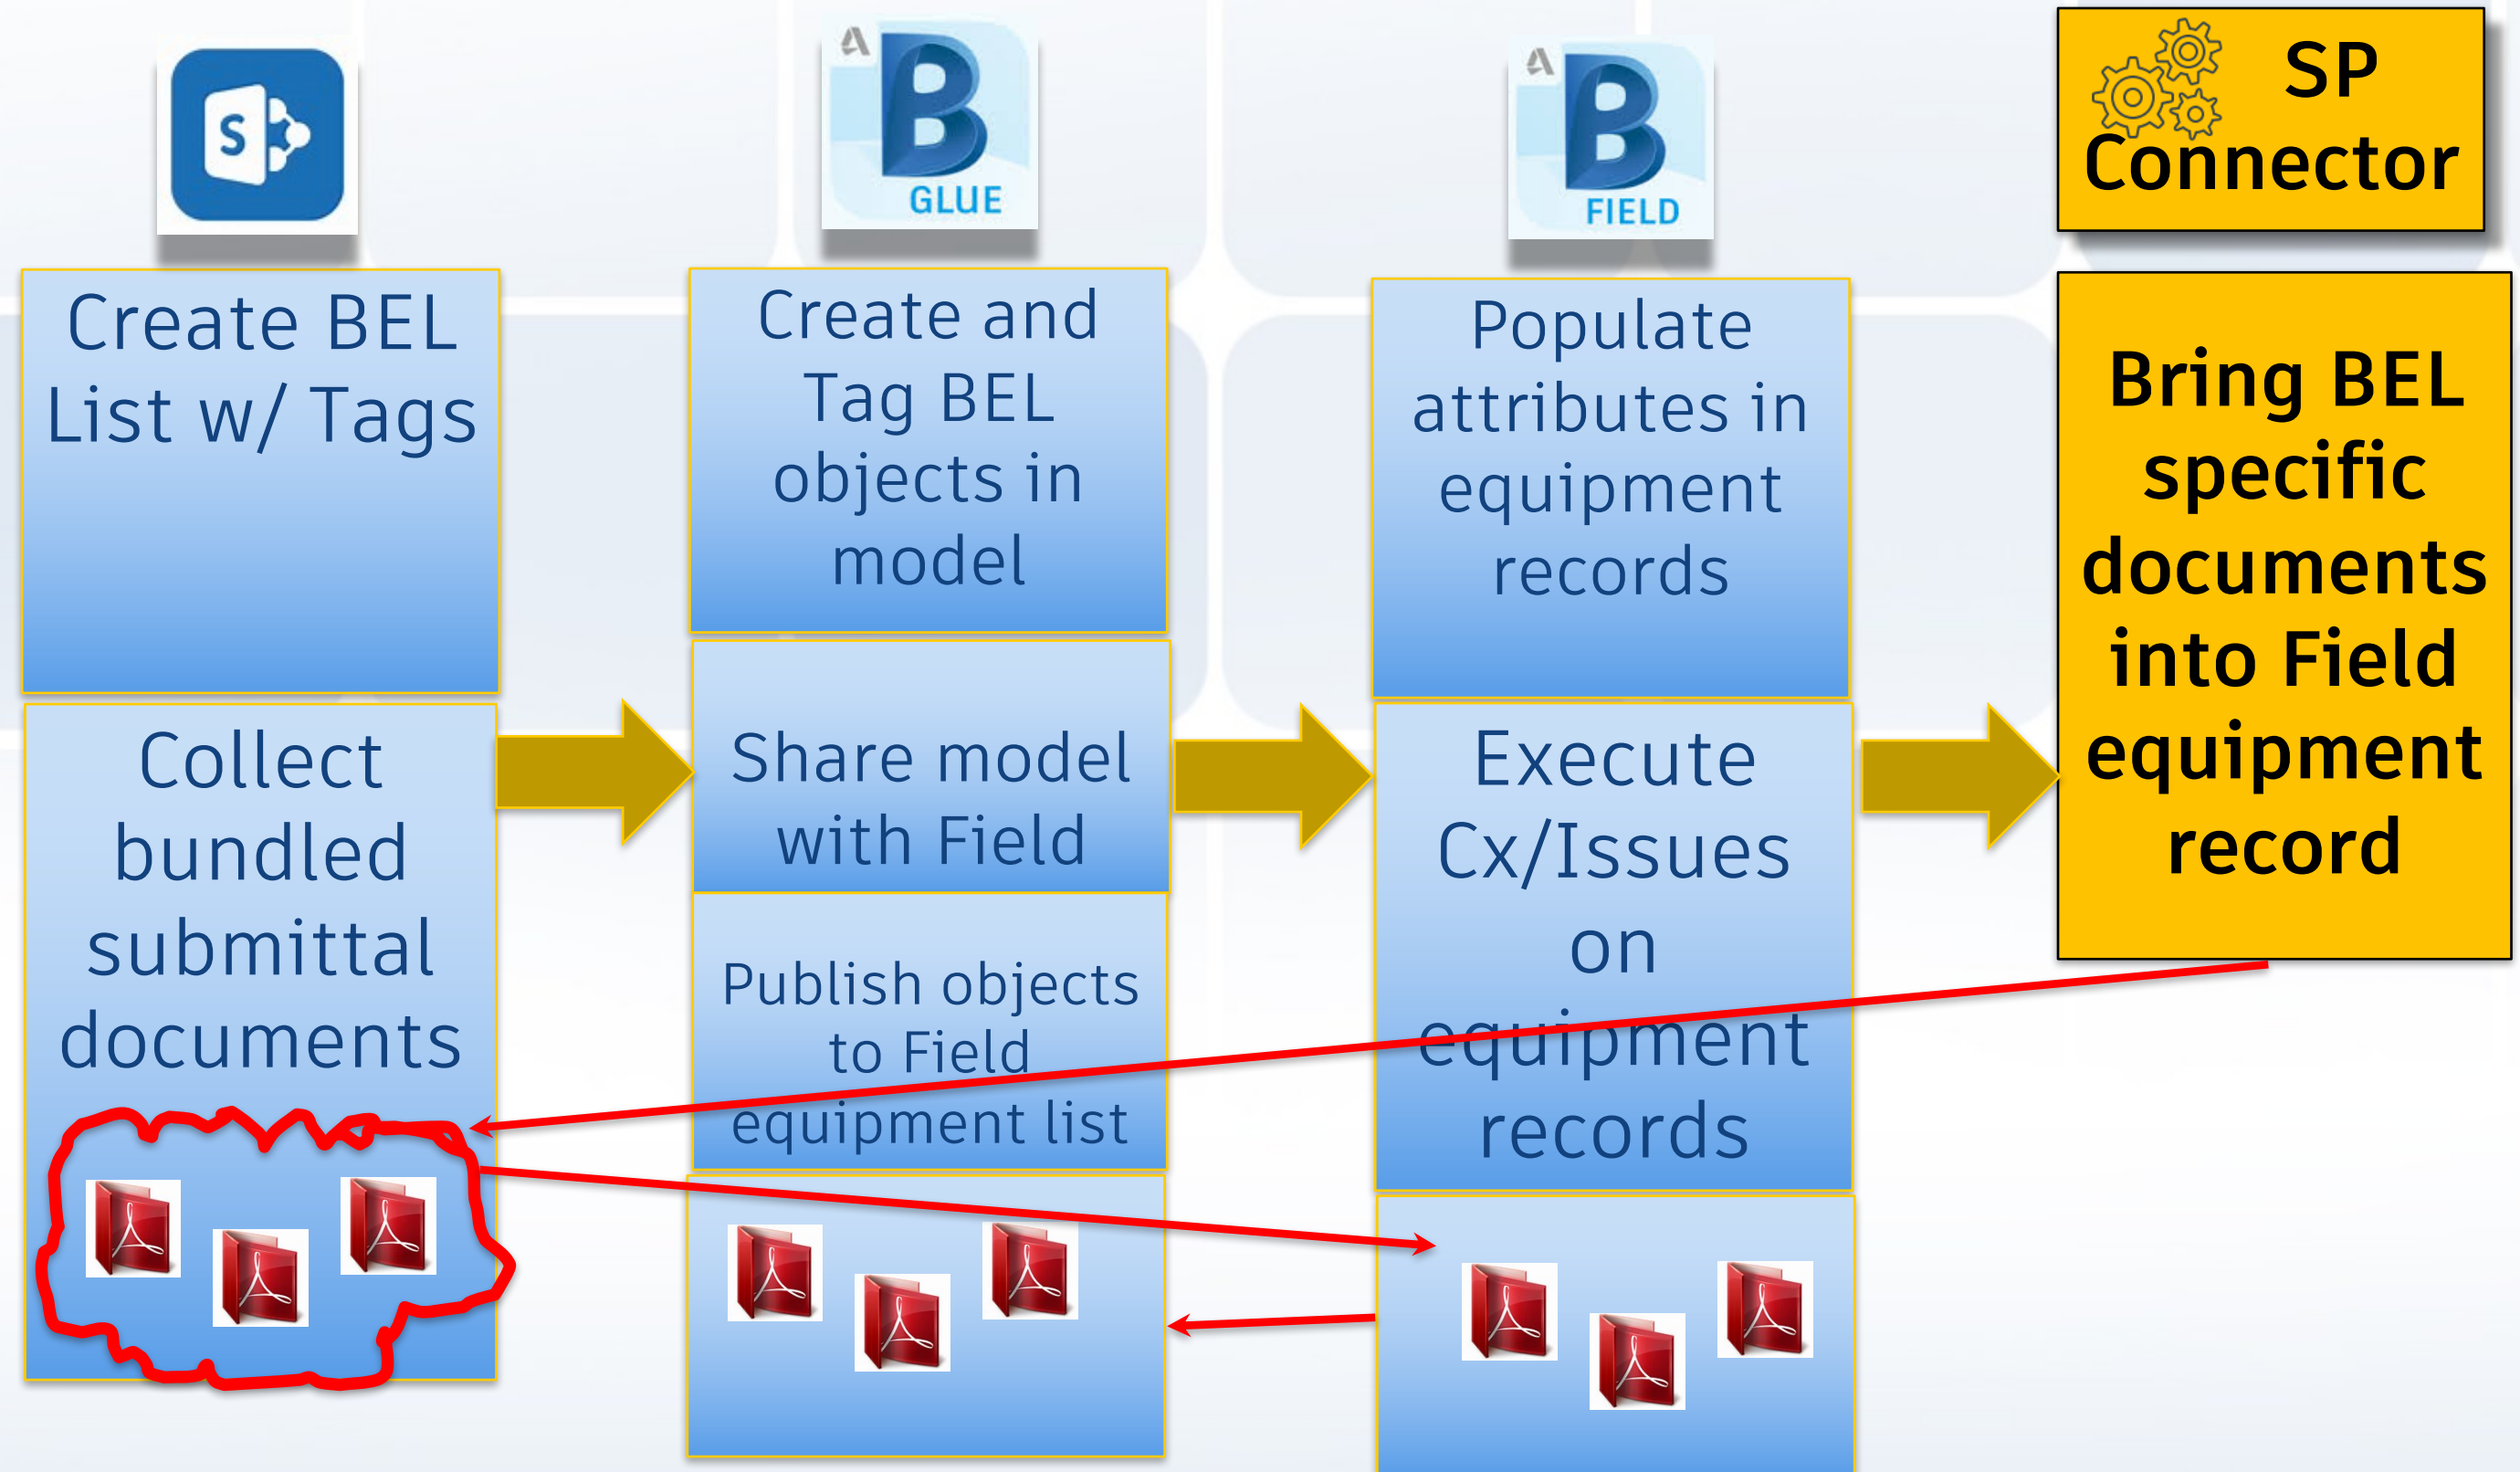 S
B
GLUE
B
FIELD
SP
Connector
Create BEL
List w/ Tags
Collect
bundled
submittal
documents
Create and
Tag BEL
objects in
model
Share model
with Field
Publish objects
to Field
equipment list
Populate
attributes in
equipment
records
Execute
Cx/Issues
on
equipment
records
Bring BEL
specific
documents
into Field
equipment
record